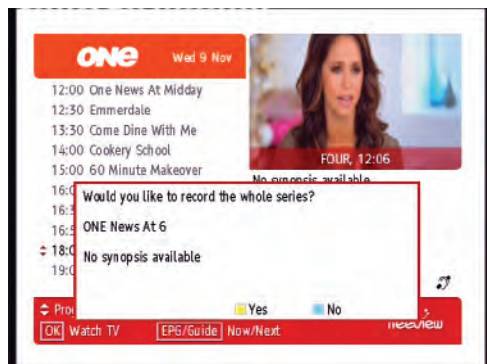 ONE Wed 9 Nov
12:00 One News At Midday
12:30 Emmerdale
13:30 Come Dine With Me
14:00 Cookery School
15:00 60 Minute Makeover
FOUR, 12:06
No synopsis available
Would you like to record the whole series?
ONE News At 6
No synopsis available
Yes No
OK Watch TV EPG/Guide Now/Next